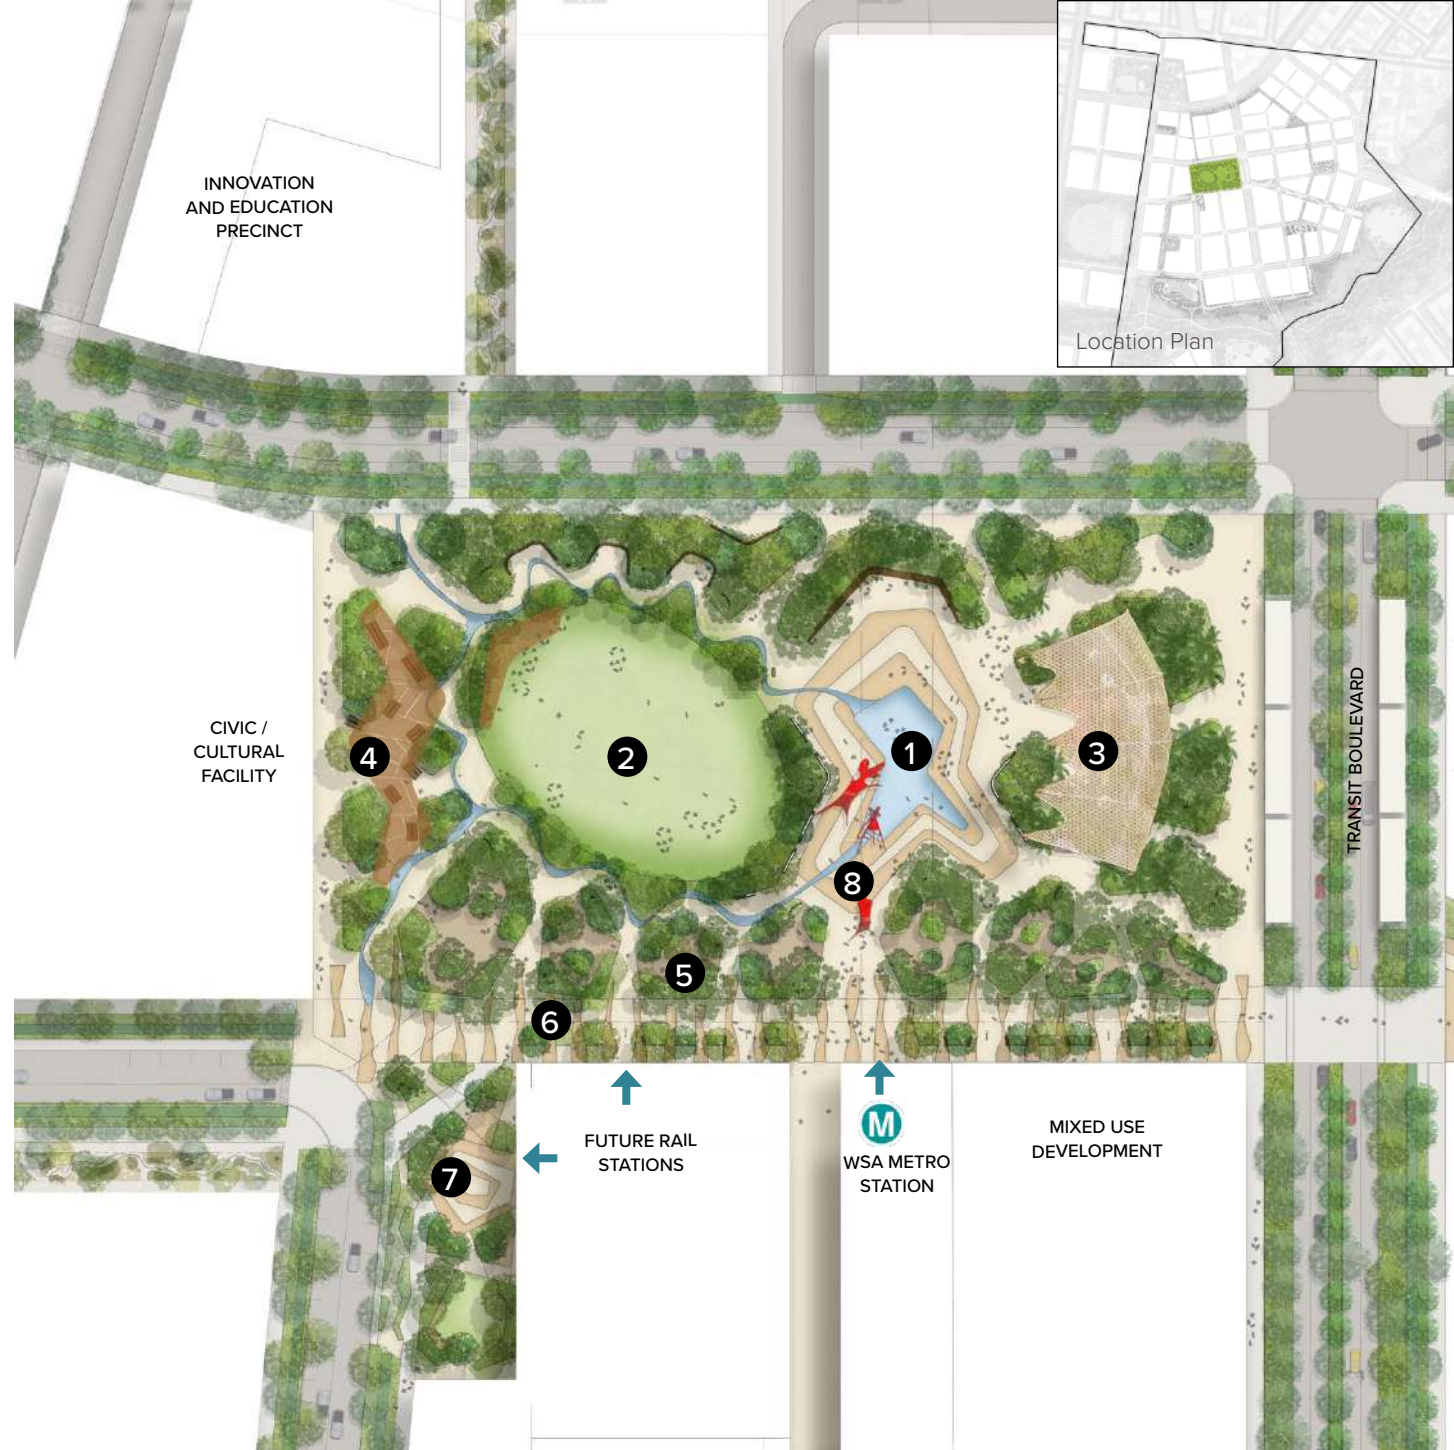 INNOVATION
AND EDUCATION
PRECINCT
Location Plan
CIVIC /
CULTURAL
FACILITY
4
2
1
3
TRANSIT BOULEVARD
8
5
6
7
FUTURE RAIL
STATIONS
M
WSA METRO
STATION
MIXED USE
DEVELOPMENT